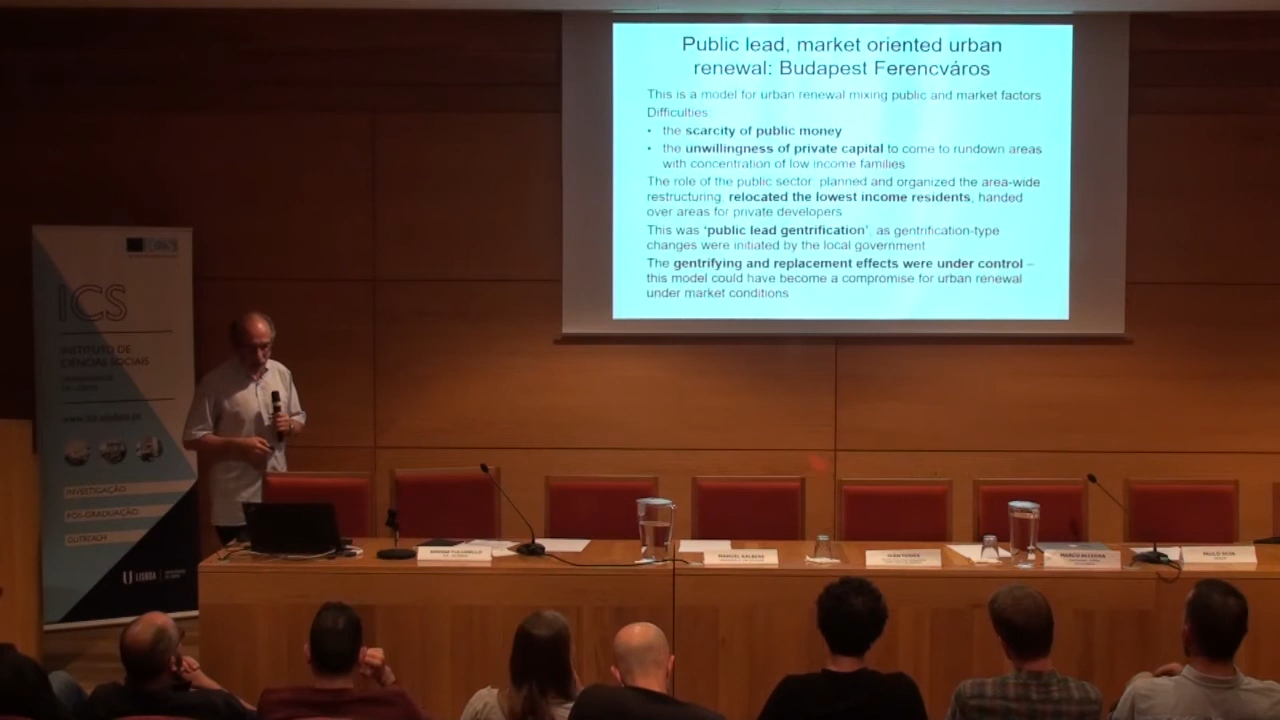 Public lead, market oriented urban
renewal: Budapest Ferencváros
This is a model for urban renewal mixing public and market factors
Difficulties:
• the scarcity of public money
• the unwillingness of private capital to come to rundown areas
with concentration of low income families
The role of the public sector: planned and organized the area-wide
restructuring, relocated the lowest income residents, handed
over areas for private developers
This was 'public lead gentrification', as gentrification-type
changes were initiated by the local government
The gentrifying and replacement effects were under control –
this model could have become a compromise for urban renewal
under market conditions
ICS
INSTITUTO DE
CIÊNCIAS SOCIAIS
INVESTIGAÇÃO
PÓS-GRADUAÇÃO
OUTREACH
LISBOA
MANUEL AALBERS